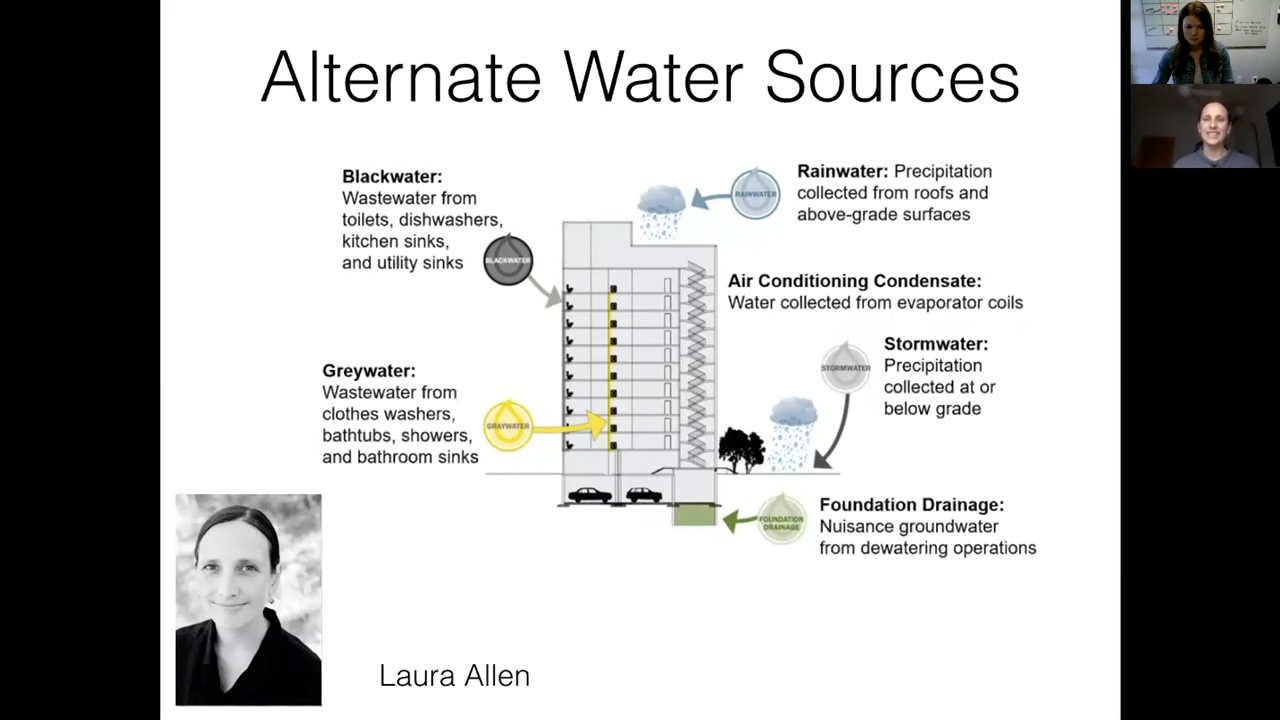 Alternate Water Sources
Blackwater:
Wastewater from
toilets, dishwashers,
kitchen sinks,
and utility sinks
BLACKWATER
RAINWATER
Rainwater: Precipitation
collected from roofs and
above-grade surfaces
Air Conditioning Condensate:
Water collected from evaporator coils
Stormwater:
Precipitation
collected at or
below grade
STORMWATER
Greywater:
Wastewater from
clothes washers,
bathtubs, showers,
and bathroom sinks
GRAYWATER
FOUNDATION
DRAINAGE
Foundation Drainage:
Nuisance groundwater
from dewatering operations
Laura Allen